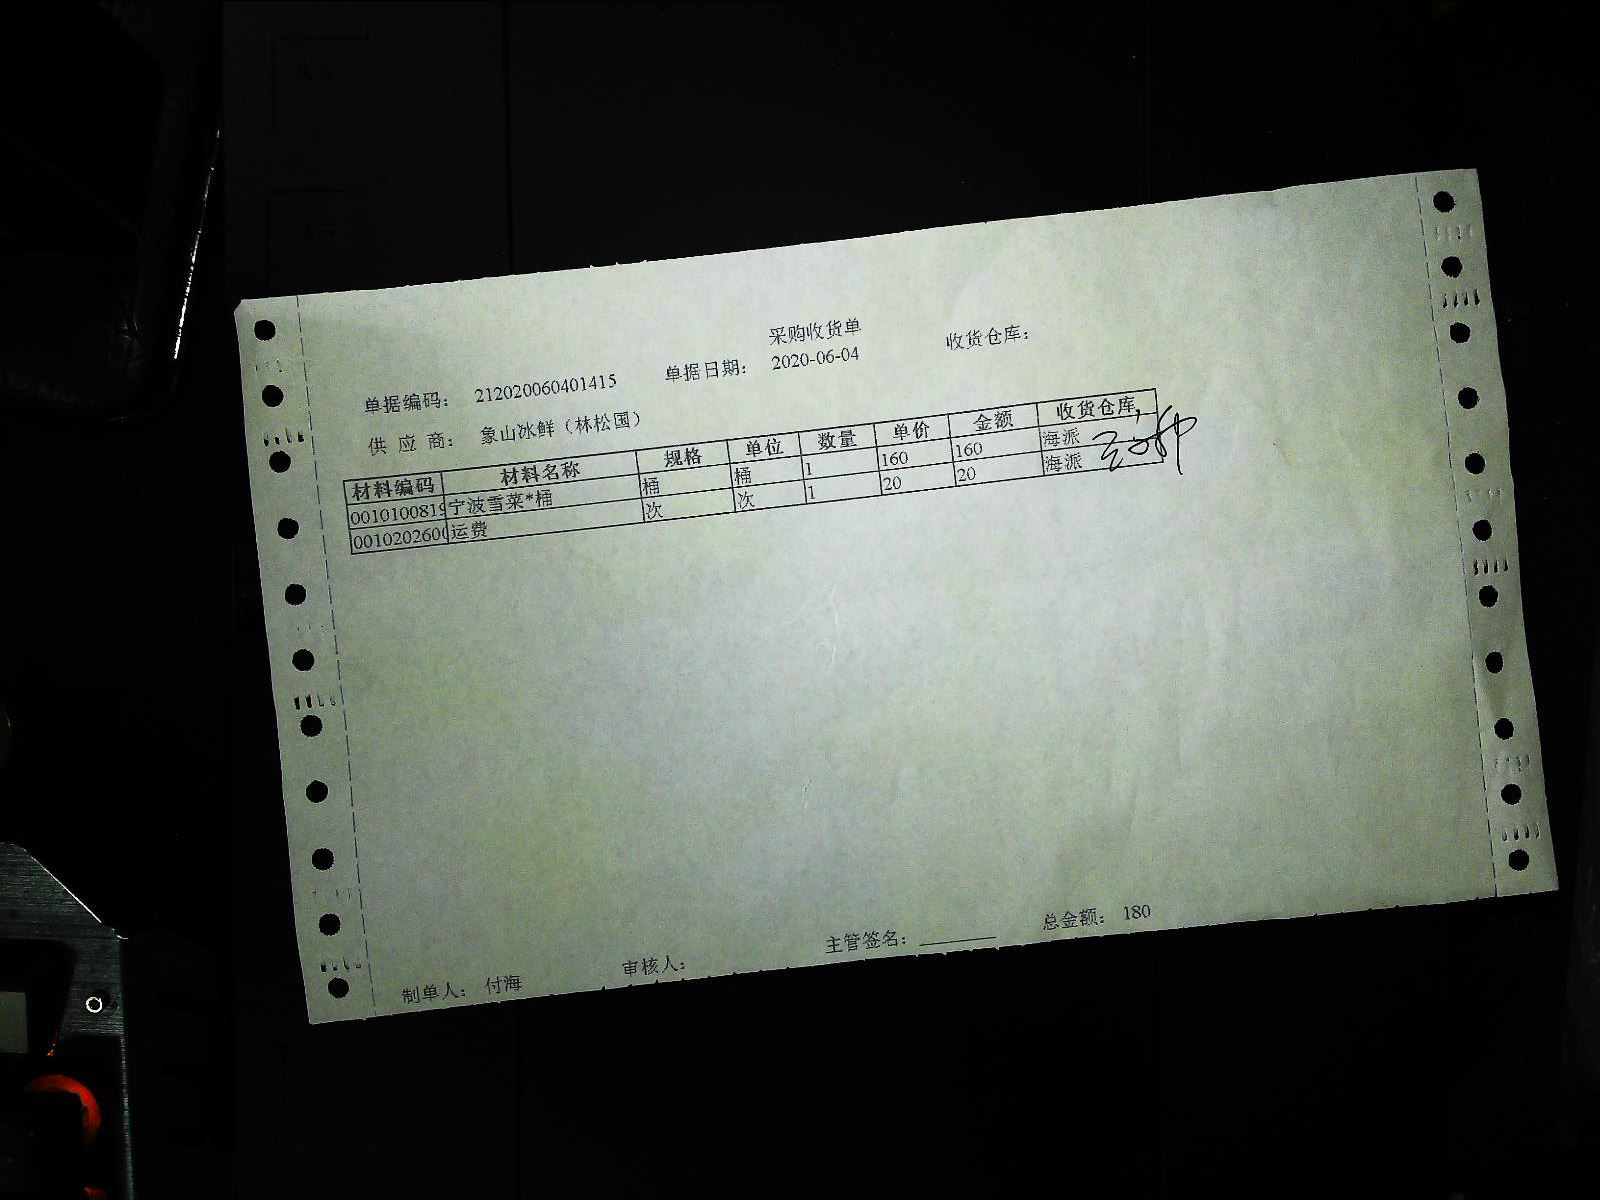 采购收货单
单据编码： 212020060401415 单据日期： 2020-06-04 收货仓库：
供 应 商： 象山冰鲜（林松国）
材料编码 材料名称 规格 单位 数量 单价 金额 收货仓库
001010081 宁波雪菜*桶 桶 桶 1 160 160 海派
00102026 运费 次 次 1 20 20 海派
制单人： 付海 审核人： 主管签名： 总金额： 180